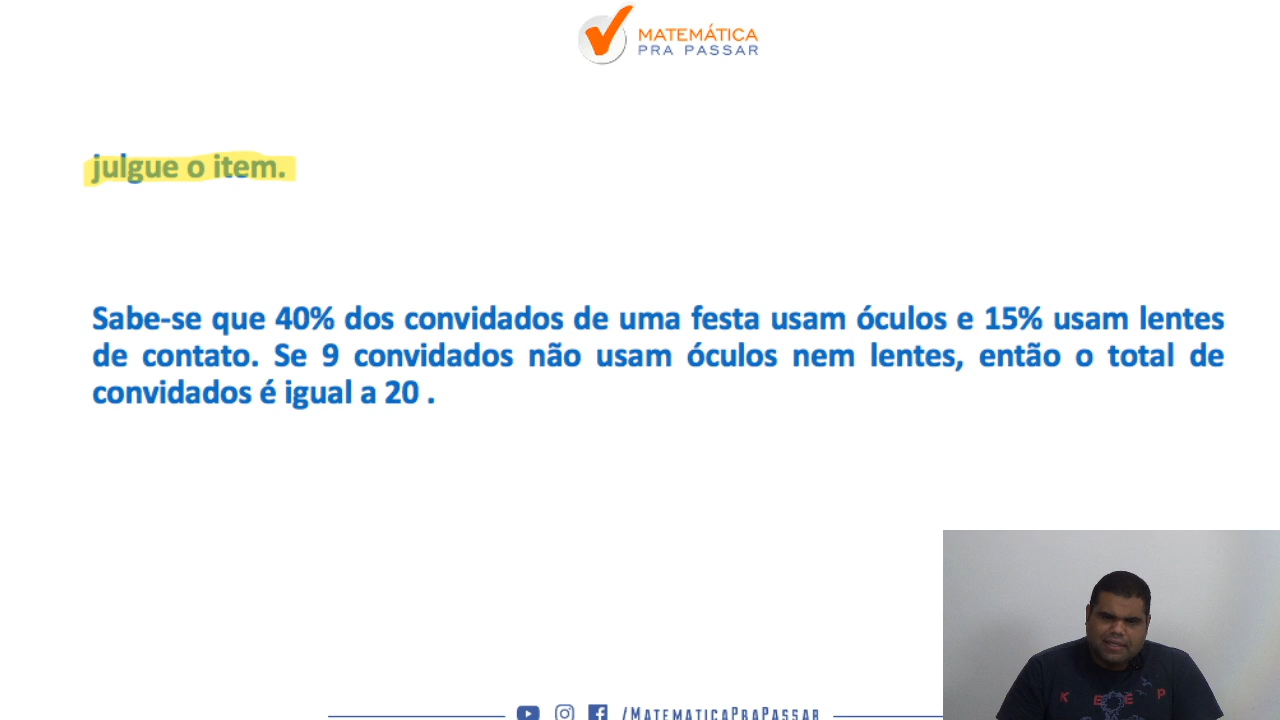 MATEMÁTICA
PRA PASSAR
julgue o item.
Sabe-se que 40% dos convidados de uma festa usam óculos e 15% usam lentes
de contato. Se 9 convidados não usam óculos nem lentes, então o total de
convidados é igual a 20 .
KEEP
/MATEMATICAPRAPASSAR